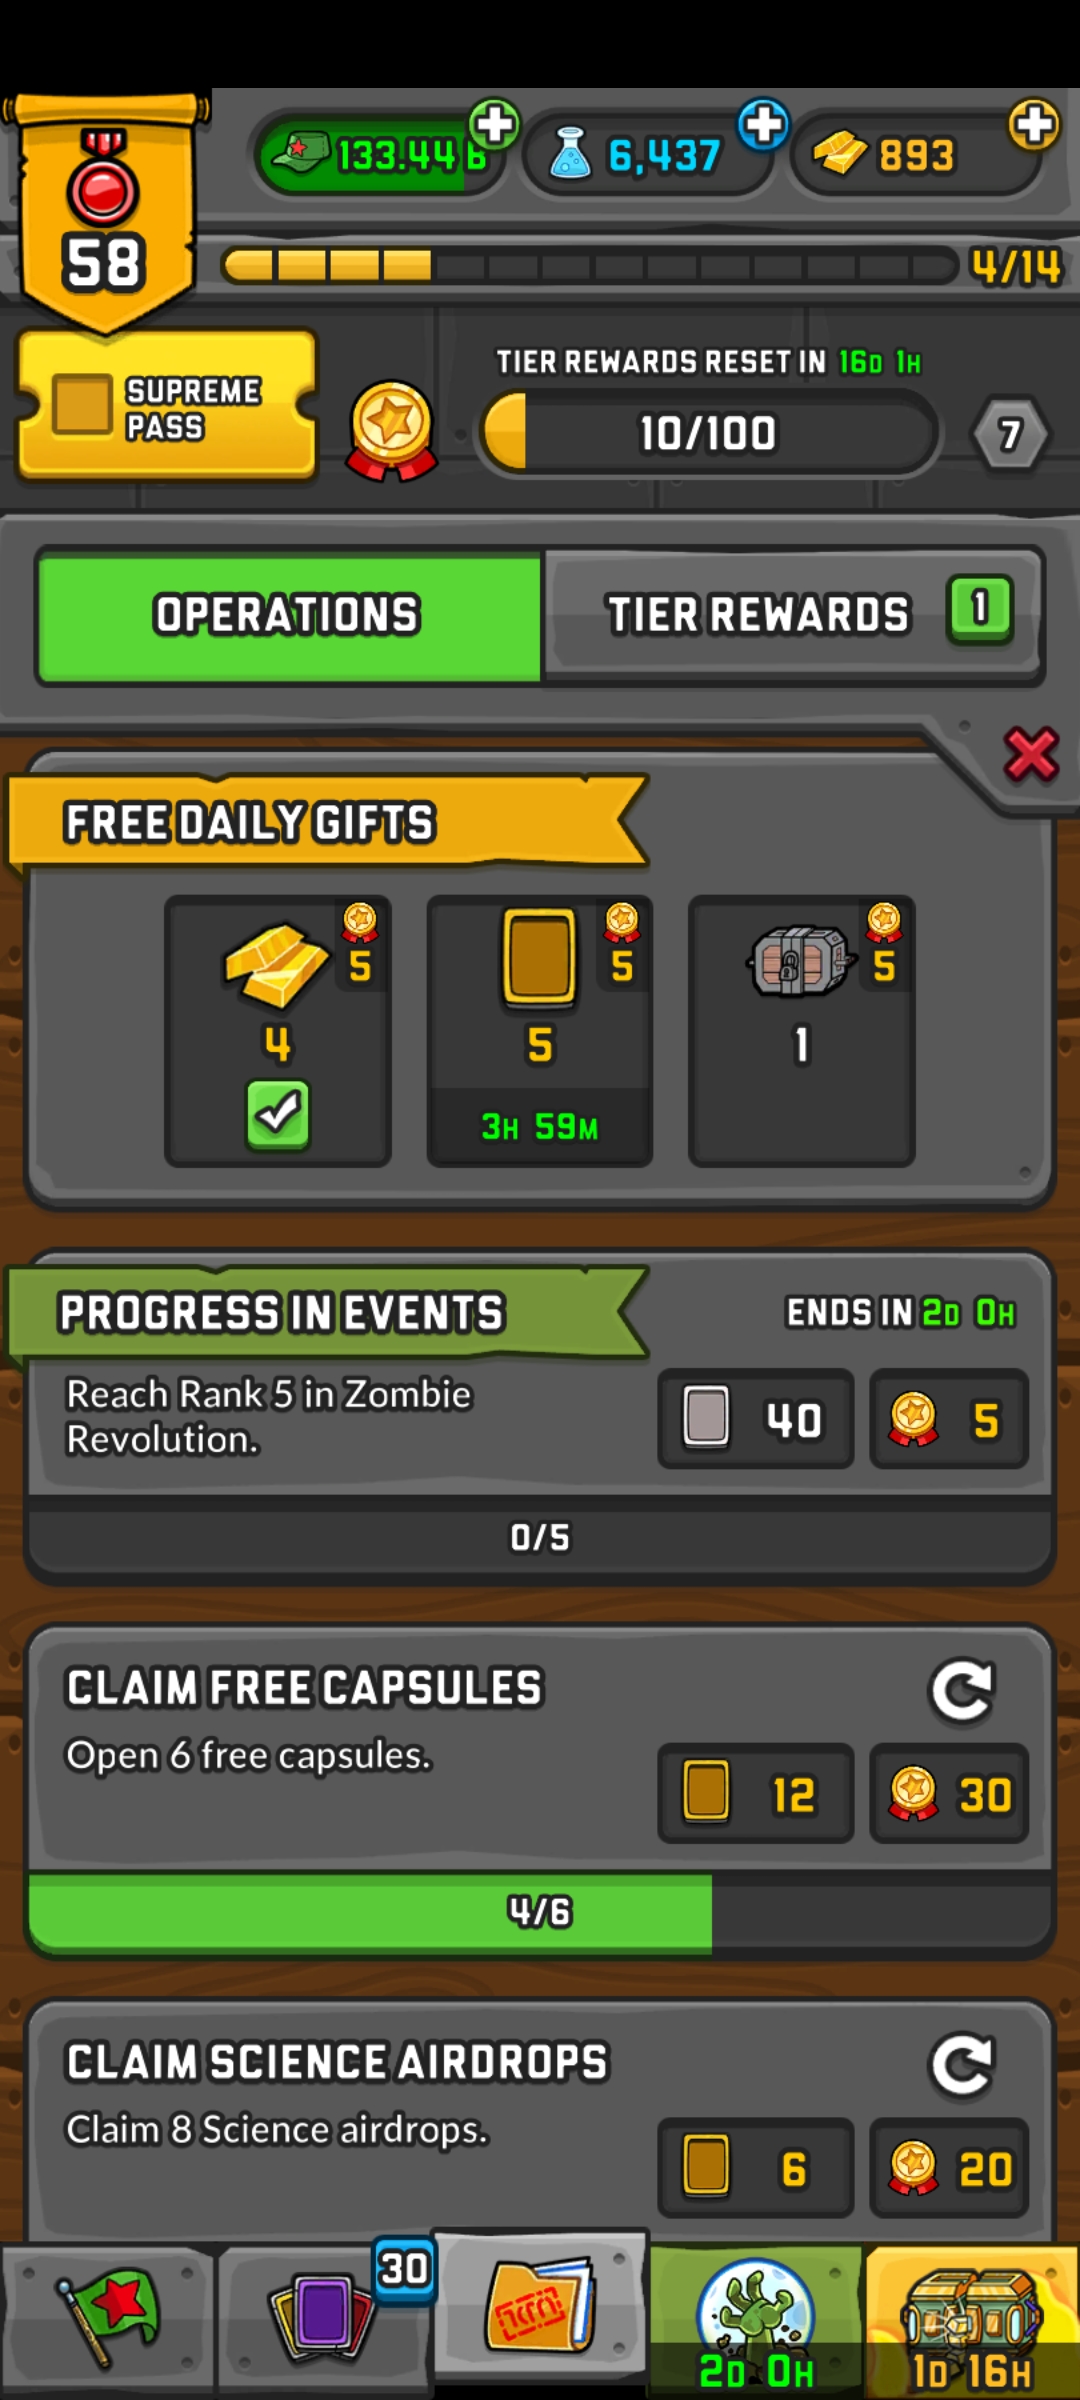 133.44 B
6,437
893
58
4/14
SUPREME
PASS
TIER REWARDS RESET IN 16D 1H
10/100
7
OPERATIONS
TIER REWARDS
1
FREE DAILY GIFTS
5
5
5
4
5
1
3H 59M
PROGRESS IN EVENTS
ENDS IN 2D 0H
Reach Rank 5 in Zombie
Revolution.
40
5
0/5
CLAIM FREE CAPSULES
Open 6 free capsules.
12
30
4/6
CLAIM SCIENCE AIRDROPS
Claim 8 Science airdrops.
6
20
30
2D 0H
1D 16H